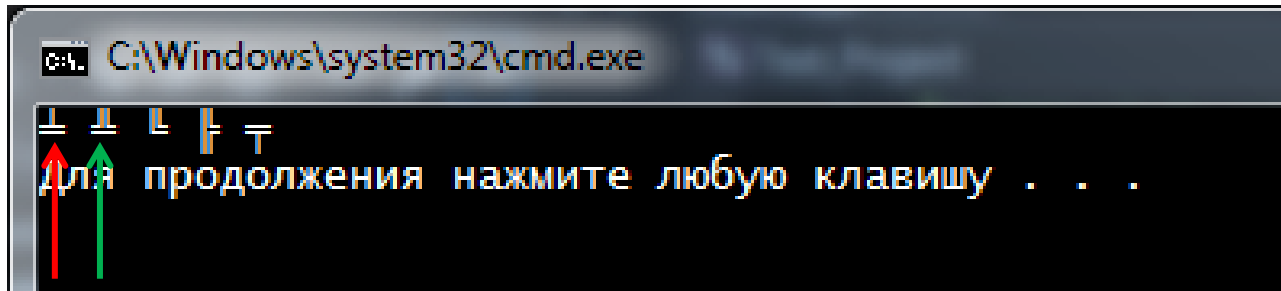 C:\Windows\system32\cmd.exe
╧ ╩ ╚ ╠ ╤
Для продолжения нажмите любую клавишу . . .